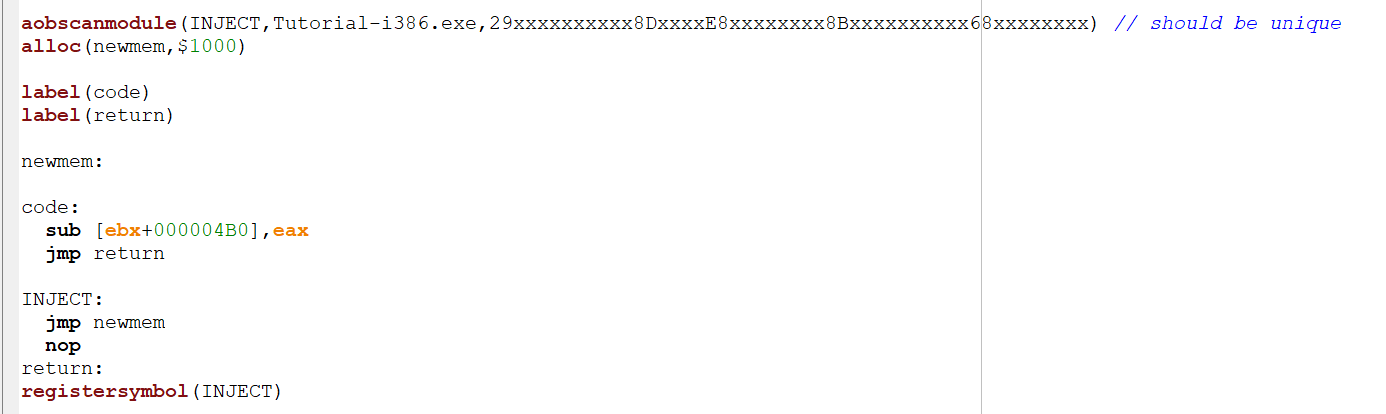 aobscanmodule(INJECT,Tutorial-i386.exe,29xxxxxxxxxx8DxxxxE8xxxxxxxx8Bxxxxxxxxxx68xxxxxxxx) // should be unique
alloc(newmem,$1000)
label(code)
label(return)
newmem:
code:
sub [ebx+000004B0],eax
jmp return
INJECT:
jmp newmem
nop
return:
registersymbol(INJECT)